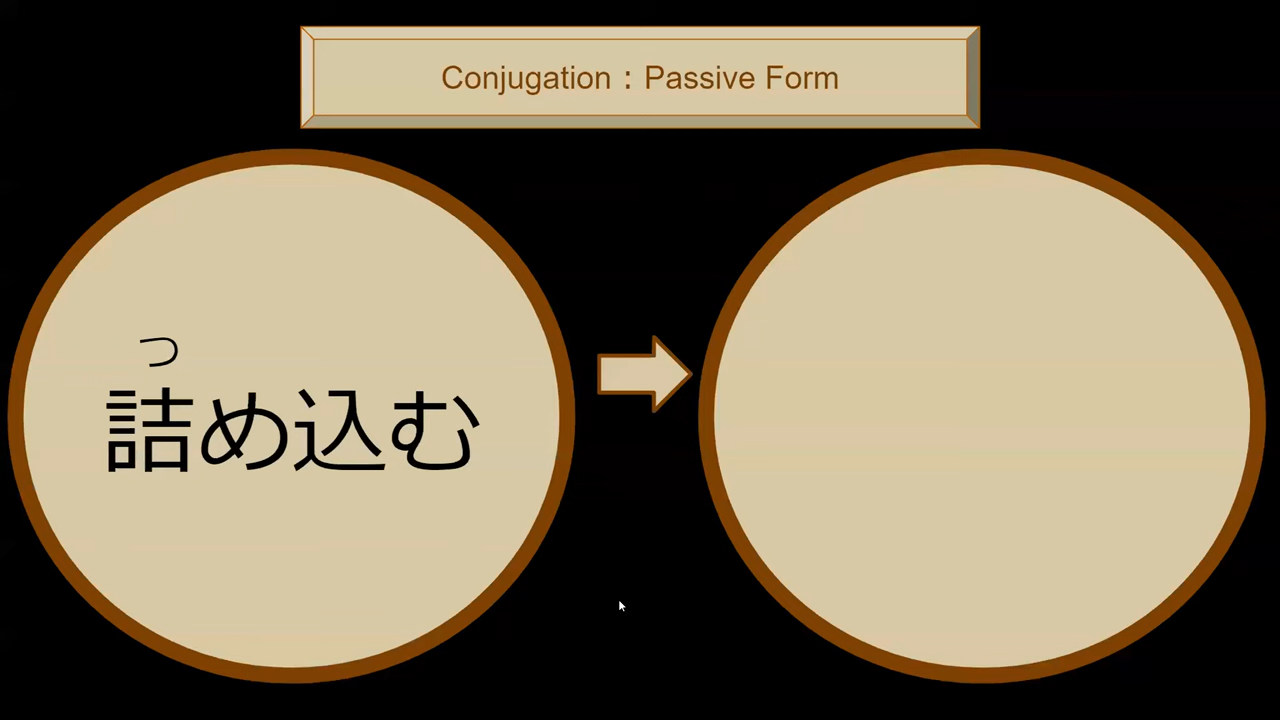 Conjugation：Passive Form
つ
詰め込む